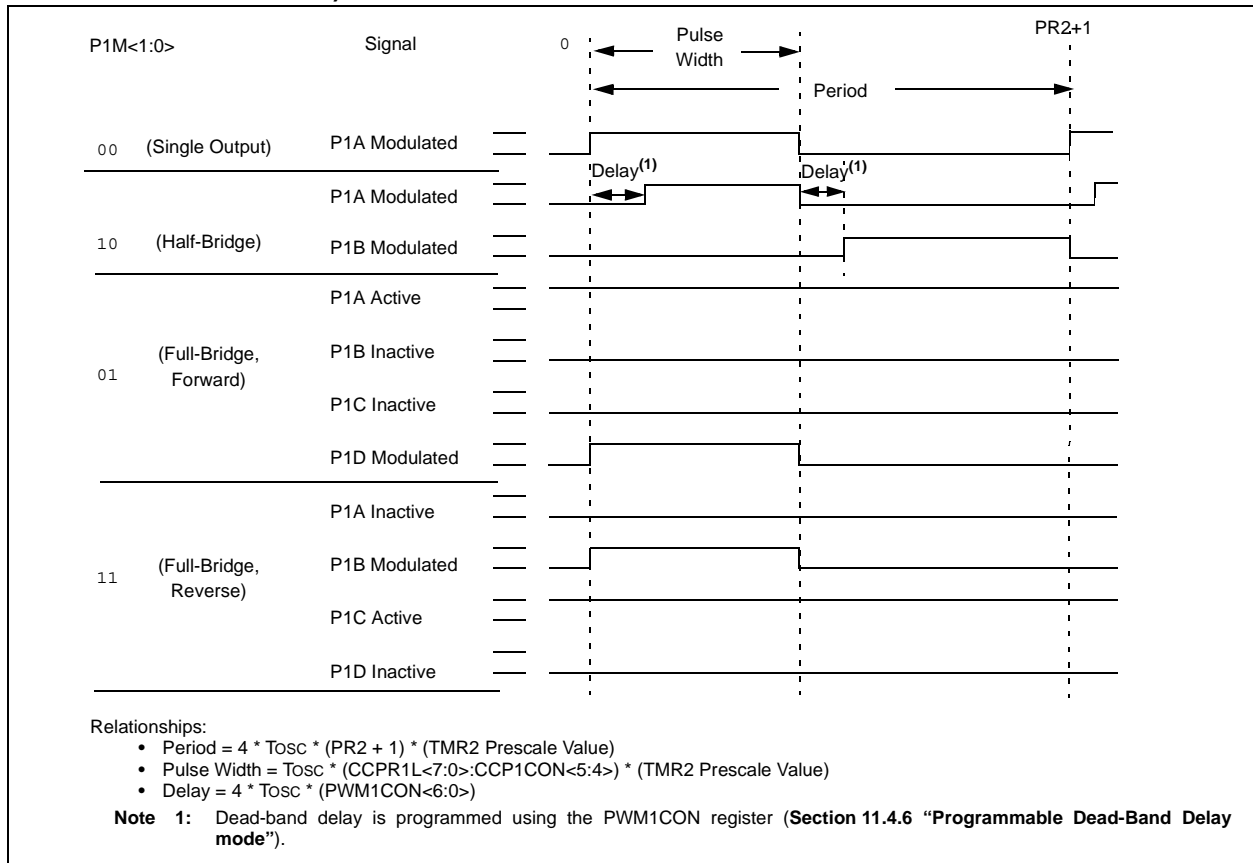 P1M<1:0> Signal 0 Pulse Width PR2+1
Period
00 (Single Output) P1A Modulated
Delay(1) Delay(1)
P1A Modulated
10 (Half-Bridge) P1B Modulated
P1A Active
01 (Full-Bridge, Forward) P1B Inactive
P1C Inactive
P1D Modulated
P1A Inactive
11 (Full-Bridge, Reverse) P1B Modulated
P1C Active
P1D Inactive
Relationships:
• Period = 4 * TOSC * (PR2 + 1) * (TMR2 Prescale Value)
• Pulse Width = TOSC * (CCPR1L<7:0>:CCP1CON<5:4>) * (TMR2 Prescale Value)
• Delay = 4 * TOSC * (PWM1CON<6:0>)
Note 1: Dead-band delay is programmed using the PWM1CON register (Section 11.4.6 “Programmable Dead-Band Delay
mode”).